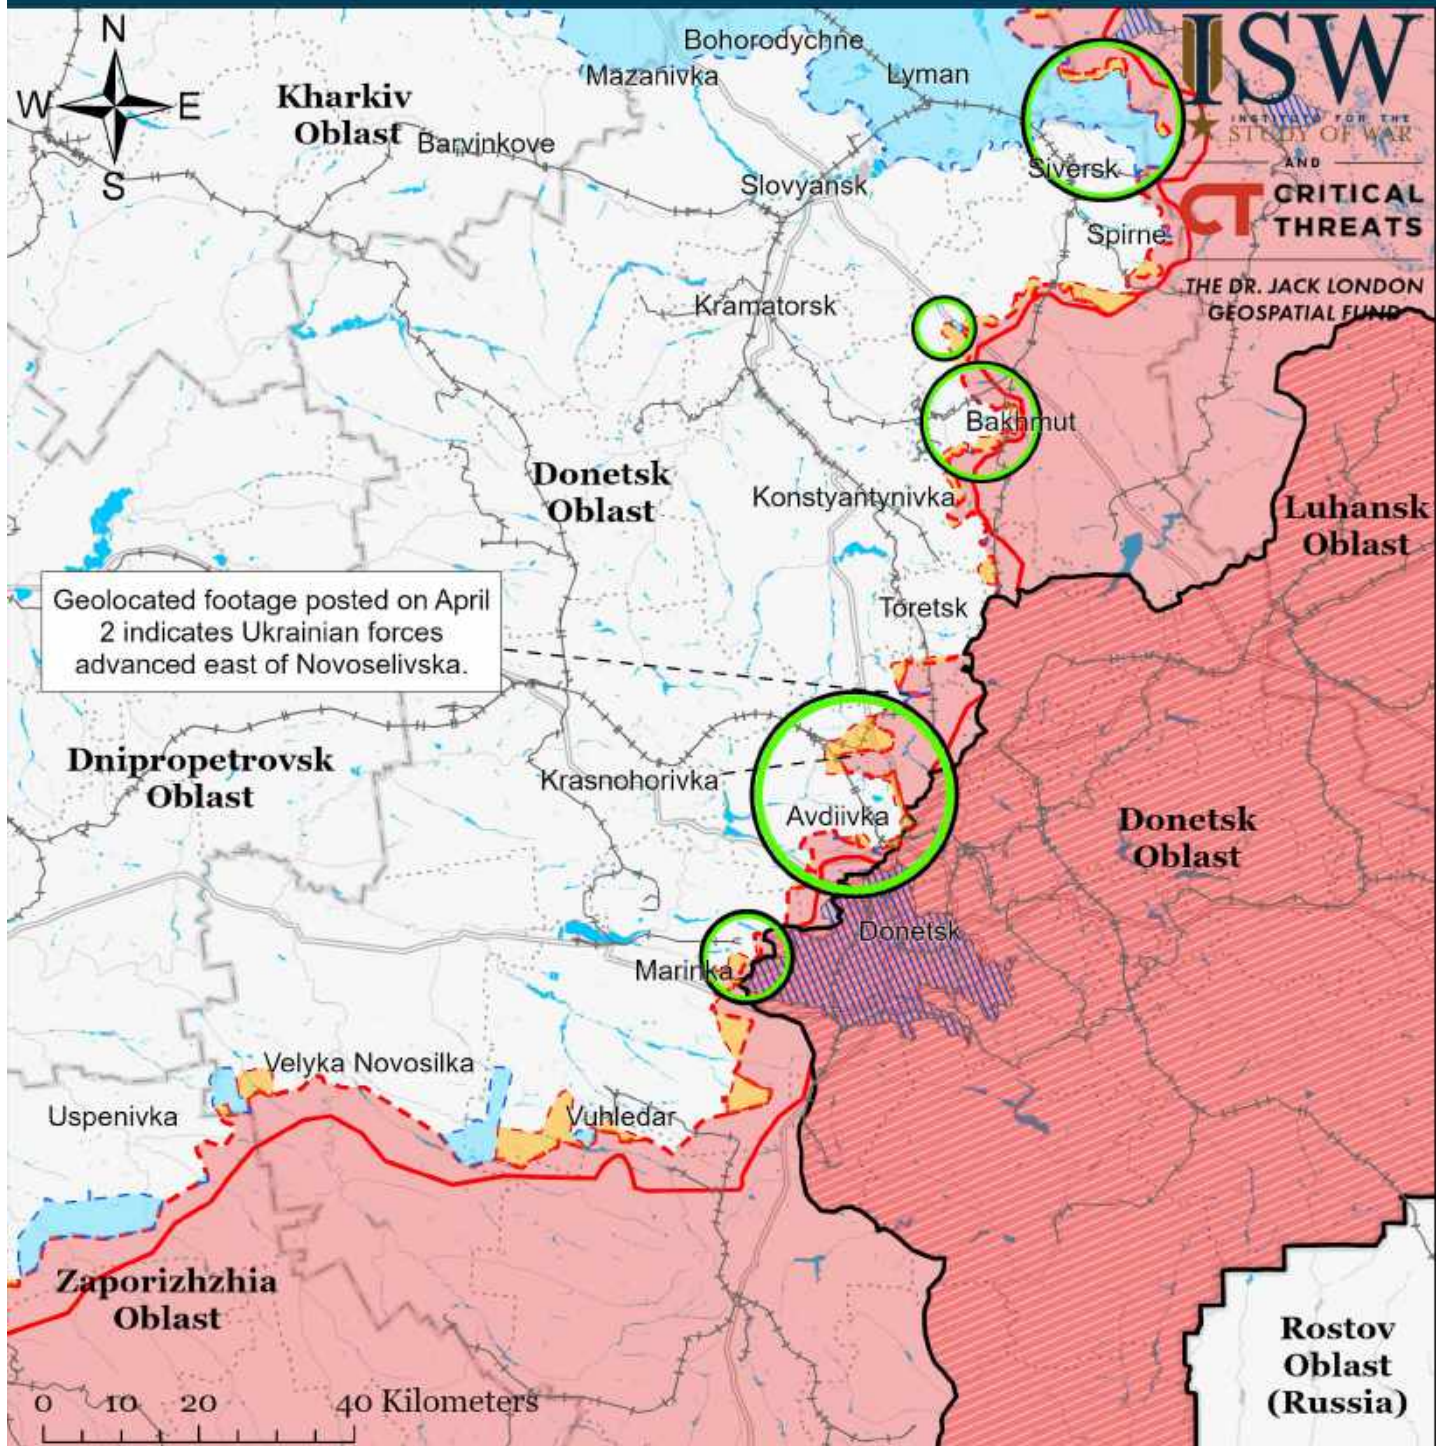 N
Bohorodychne
ISW
Mazanivka
Lyman
W
E
Kharkiv
Oblast
INSTITUTE FOR THE
STUDY OF WAR
Barvinkove
AND
S
Siversk
Slovyansk
CT CRITICAL
THREATS
Spirne
THE DR. JACK LONDON
GEOSPATIAL FUND
Kramatorsk
Bakhmut
Donetsk
Oblast
Konstyantynivka
Luhansk
Oblast
Geolocated footage posted on April
2 indicates Ukrainian forces
advanced east of Novoselivska.
Toretsk
Dnipropetrovsk
Oblast
Krasnohorivka
Avdiivka
Donetsk
Oblast
Donetsk
Marinka
Velyka Novosilka
Uspenivka
Vuhledar
Zaporizhzhia
Oblast
Rostov
Oblast
(Russia)
0 10 20 40 Kilometers